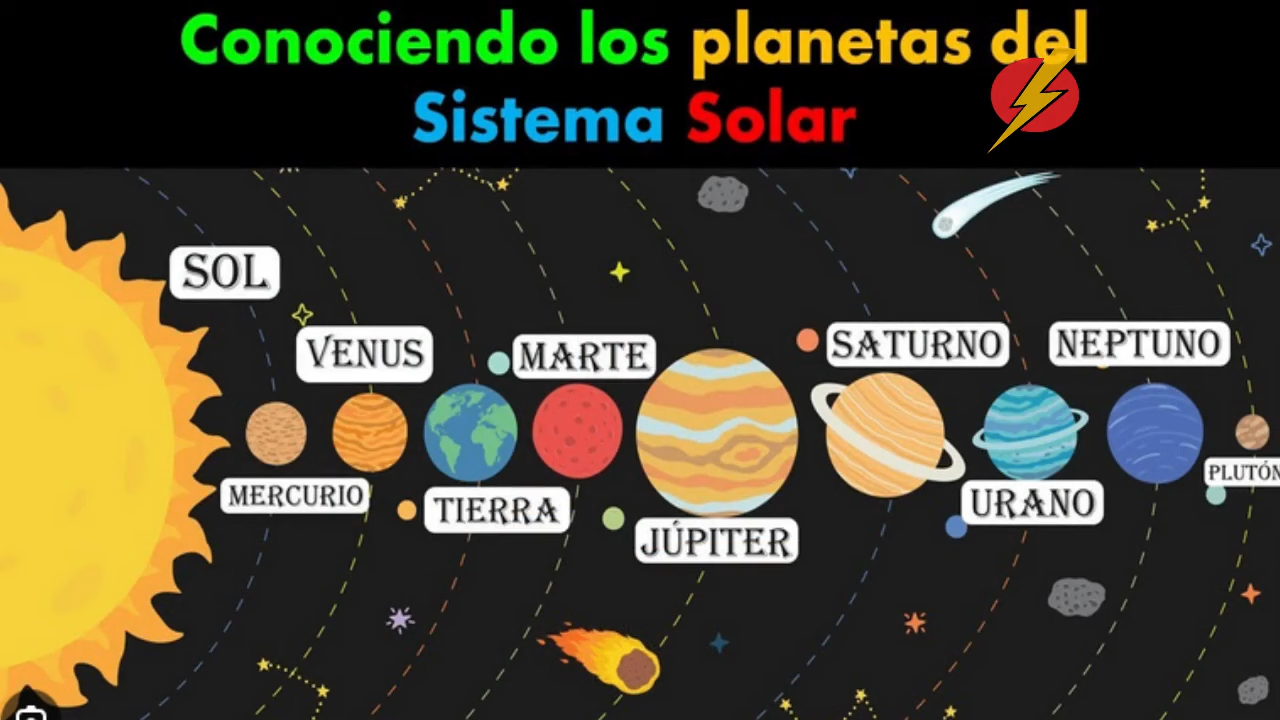 Conociendo los planetas del
Sistema Solar
SOL
VENUS
MARTE
SATURNO
NEPTUNO
MERCURIO
TIERRA
JÚPITER
URANO
PLUTÓN